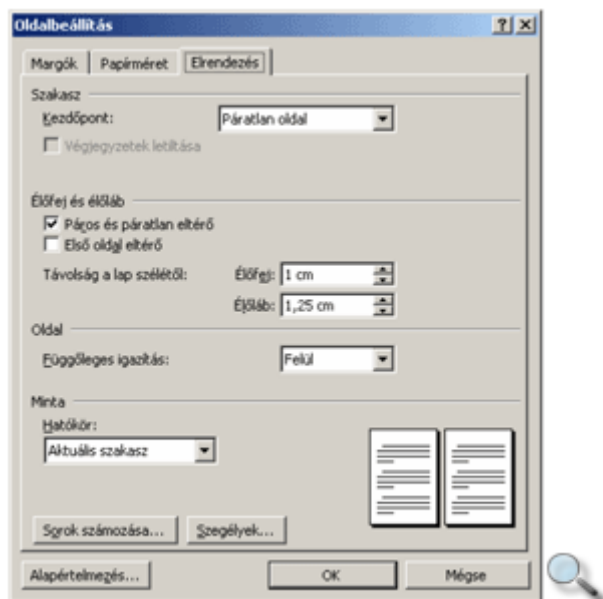 Oldalbeállítás
Margók Papírméret Elrendezés
Szakasz
Kezdőpont: Páratlan oldal
Végjegyzetek letiltása
Élőfej és élőláb
Páros és páratlan eltérő
Első oldal eltérő
Távolság a lap szélétől: Élőfej: 1 cm
Élőláb: 1,25 cm
Oldal
Függőleges igazítás: Felül
Minta
Hatókör:
Aktuális szakasz
Sorok számozása... Szegélyek...
Alapértelmezés... OK Mégse